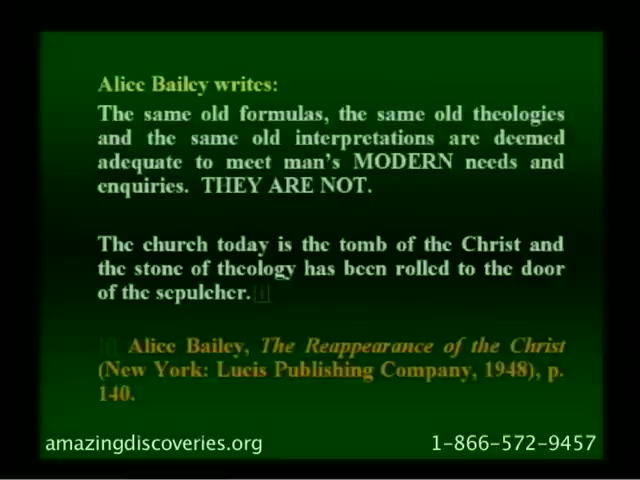 Alice Bailey writes:
The same old formulas, the same old theologies
and the same old interpretations are deemed
adequate to meet man's MODERN needs and
enquiries. THEY ARE NOT.
The church today is the tomb of the Christ and
the stone of theology has been rolled to the door
of the sepulcher.[i]
[i] Alice Bailey, The Reappearance of the Christ
(New York: Lucis Publishing Company, 1948), p.
140.
amazingdiscoveries.org 1-866-572-9457